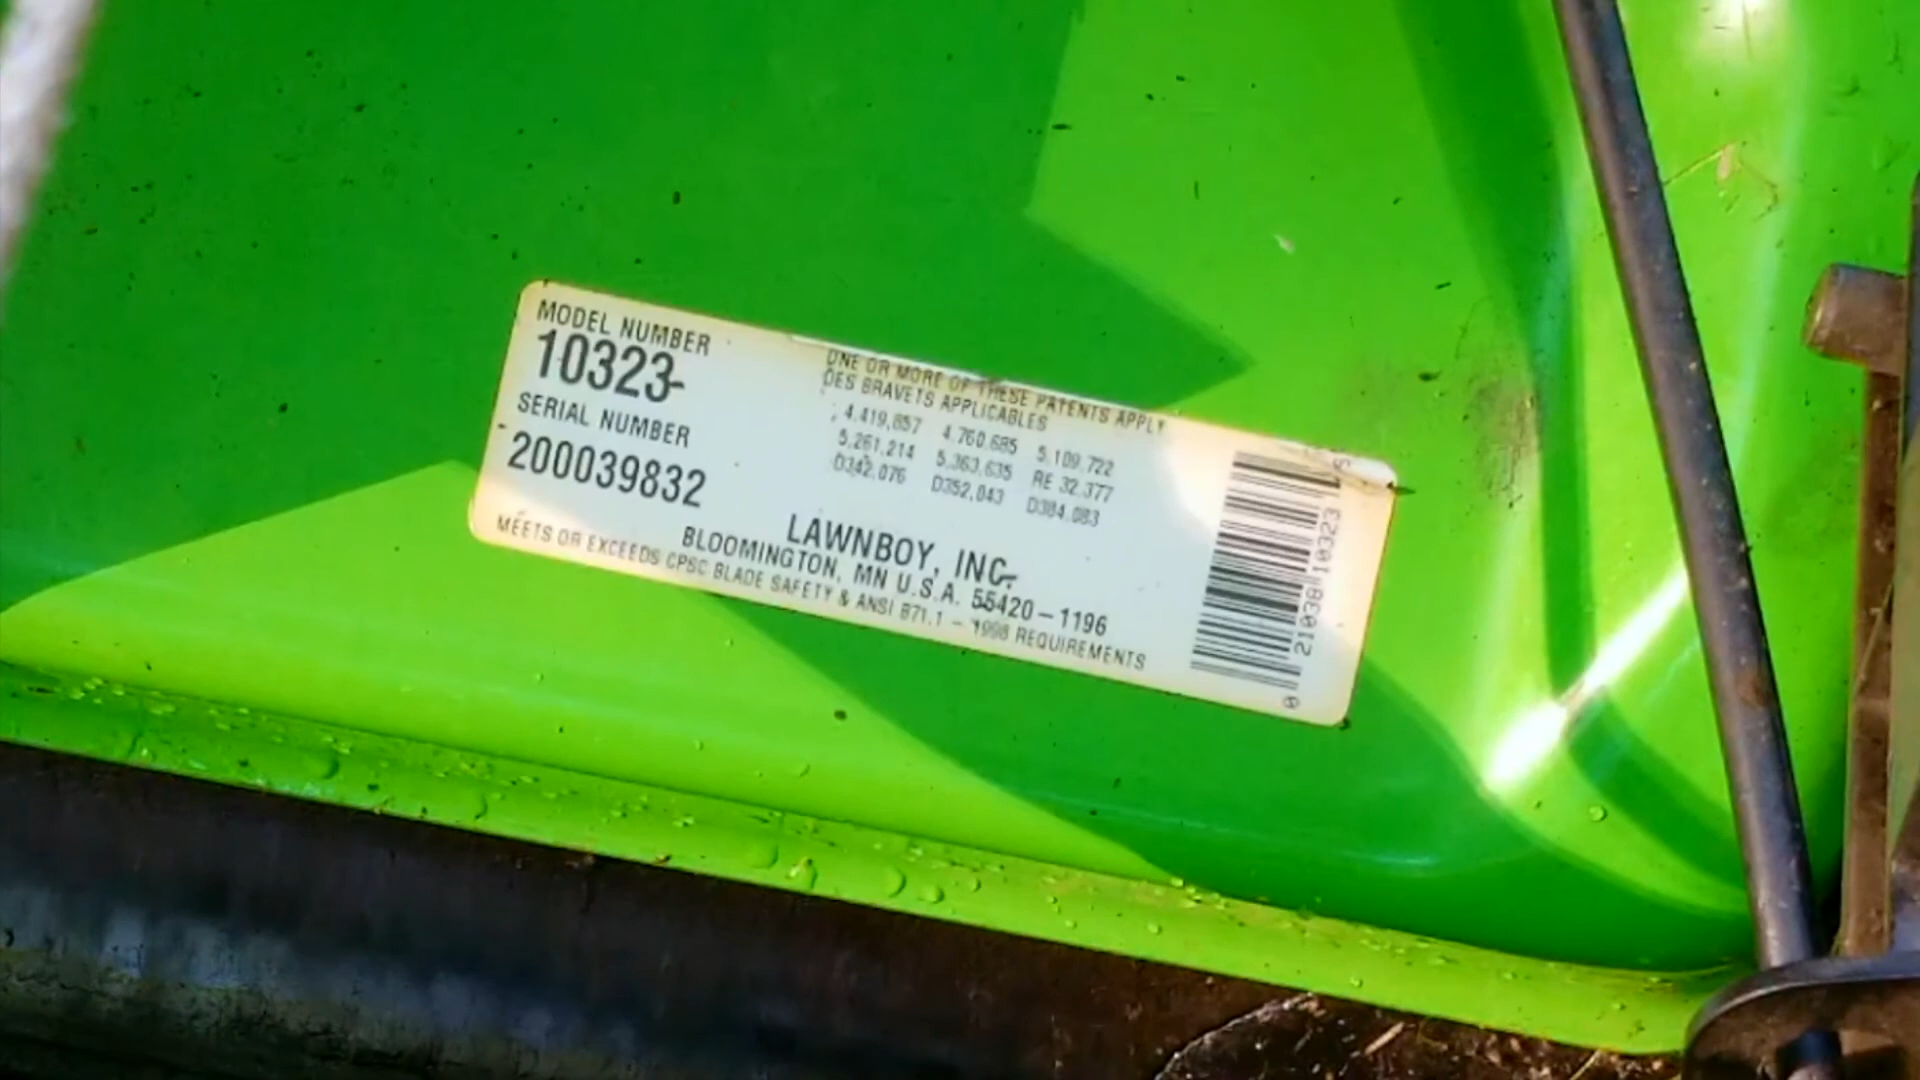 MODEL NUMBER
10323-
SERIAL NUMBER
200039832
ONE OR MORE OF THESE PATENTS APPLY
DES BRAVETS APPLICABLES
4.419,857 4.760.685 5.109.722
5.261,214 5,363,635 RE 32.377
D342.076 D352,043 D384.083
LAWNBOY, INC.
BLOOMINGTON, MN U.S.A. 55420-1196
MEETS OR EXCEEDS CPSC BLADE SAFETY & ANSI B71.1 - 1998 REQUIREMENTS
21038 10323